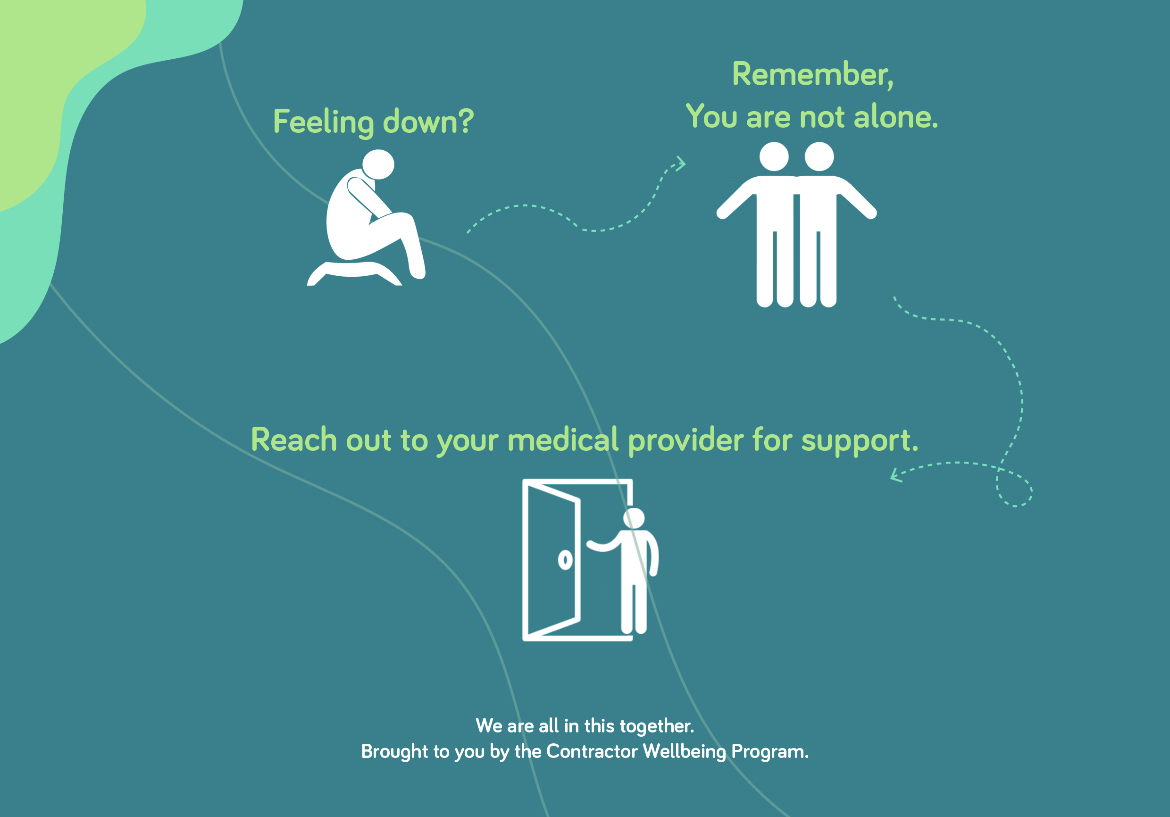 Feeling down?
Remember,
You are not alone.
Reach out to your medical provider for support.
We are all in this together.
Brought to you by the Contractor Wellbeing Program.